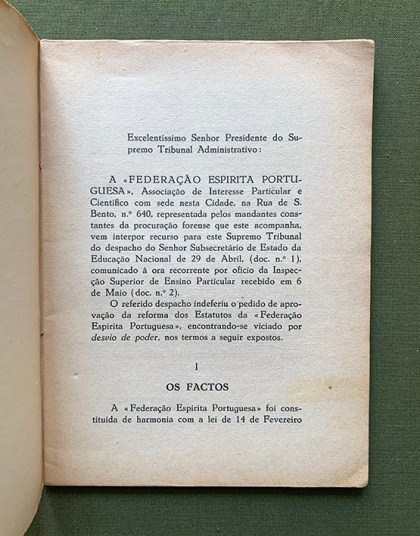 Excelentíssimo Senhor Presidente do Su-
premo Tribunal Administrativo:
A «FEDERAÇÃO ESPIRITA PORTU-
GUESA», Associação de Interesse Particular e
Científico com sede nesta Cidade, na Rua de S.
Bento, n.º 640, representada pelos mandantes cons-
tantes da procuração forense que este acompanha,
vem interpor recurso para este Supremo Tribunal
do despacho do Senhor Subsecretário de Estado da
Educação Nacional de 29 de Abril, (doc. n.º 1),
comunicado à ora recorrente por ofício da Inspec-
ção Superior de Ensino Particular recebido em 6
de Maio (doc. n.º 2).
O referido despacho indeferiu o pedido de apro-
vação da reforma dos Estatutos da «Federação
Espírita Portuguesa», encontrando-se viciado por
desvio de poder, nos termos a seguir expostos.
I
OS FACTOS
A «Federação Espírita Portuguesa» foi cons-
tituída de harmonia com a lei de 14 de Fevereiro